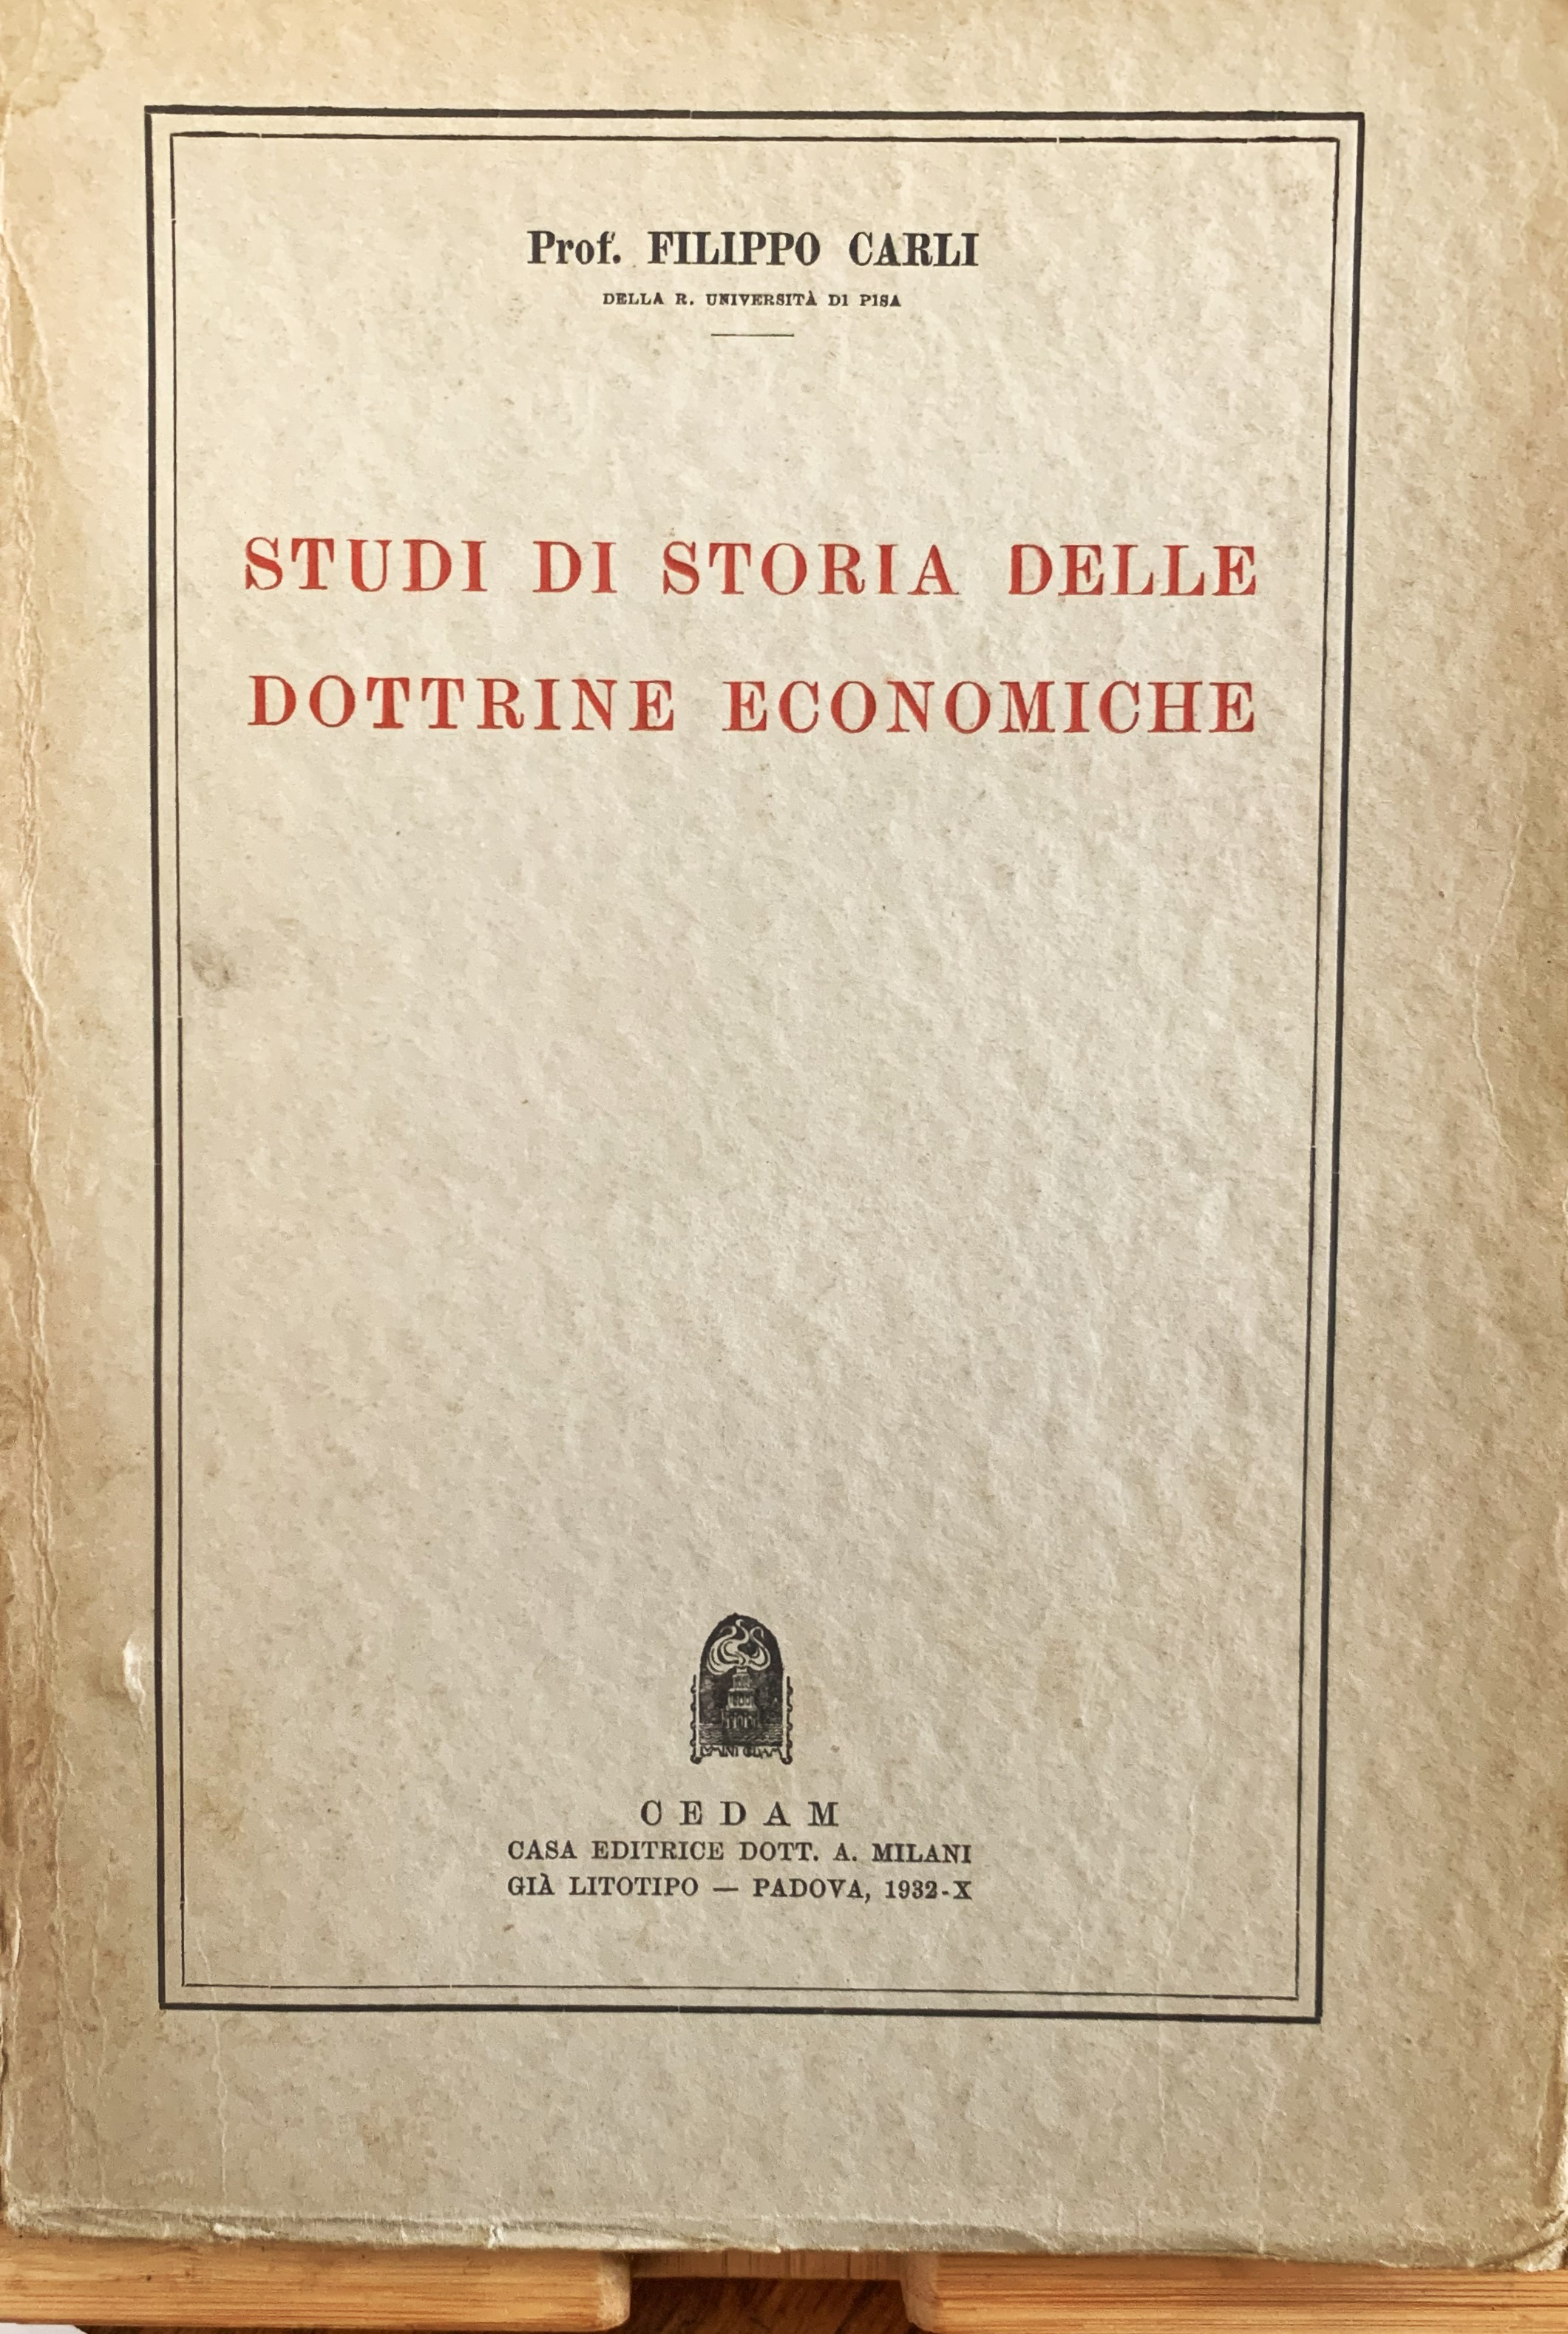 Prof. FILIPPO CARLI
DELLA R. UNIVERSITÀ DI PISA
STUDI DI STORIA DELLE
DOTTRINE ECONOMICHE
CEDAM
CASA EDITRICE DOTT. A. MILANI
GIÀ LITOTIPO — PADOVA, 1932-X